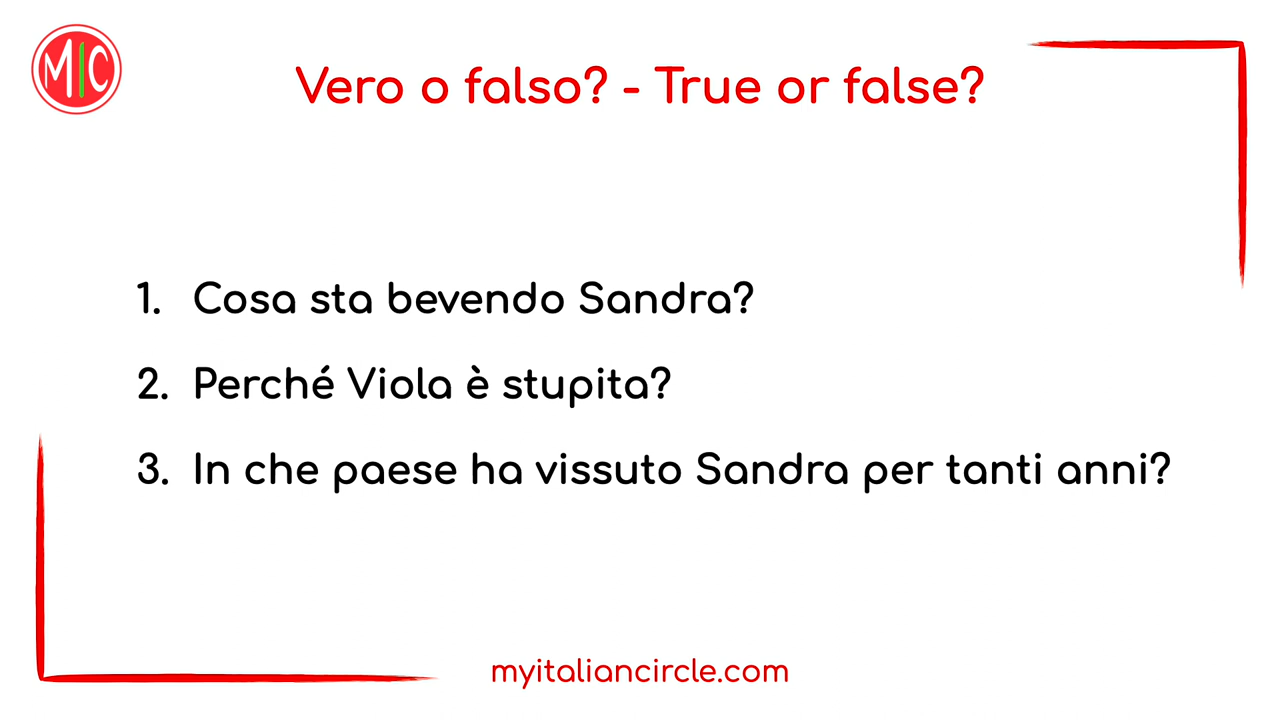 MIC
Vero o falso? - True or false?
1. Cosa sta bevendo Sandra?
2. Perché Viola è stupita?
3. In che paese ha vissuto Sandra per tanti anni?
myitaliancircle.com